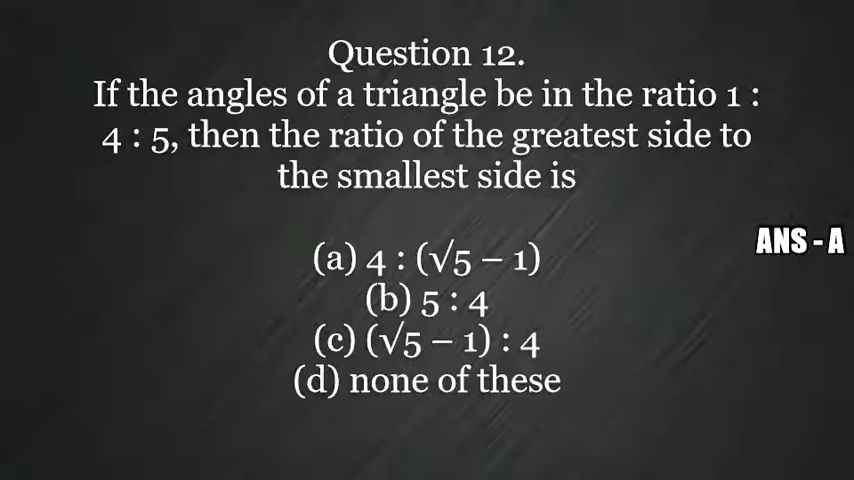 Question 12.
If the angles of a triangle be in the ratio 1 :
4 : 5, then the ratio of the greatest side to
the smallest side is
(a) 4 : (√5 – 1)
ANS - A
(b) 5 : 4
(c) (√5 – 1) : 4
(d) none of these